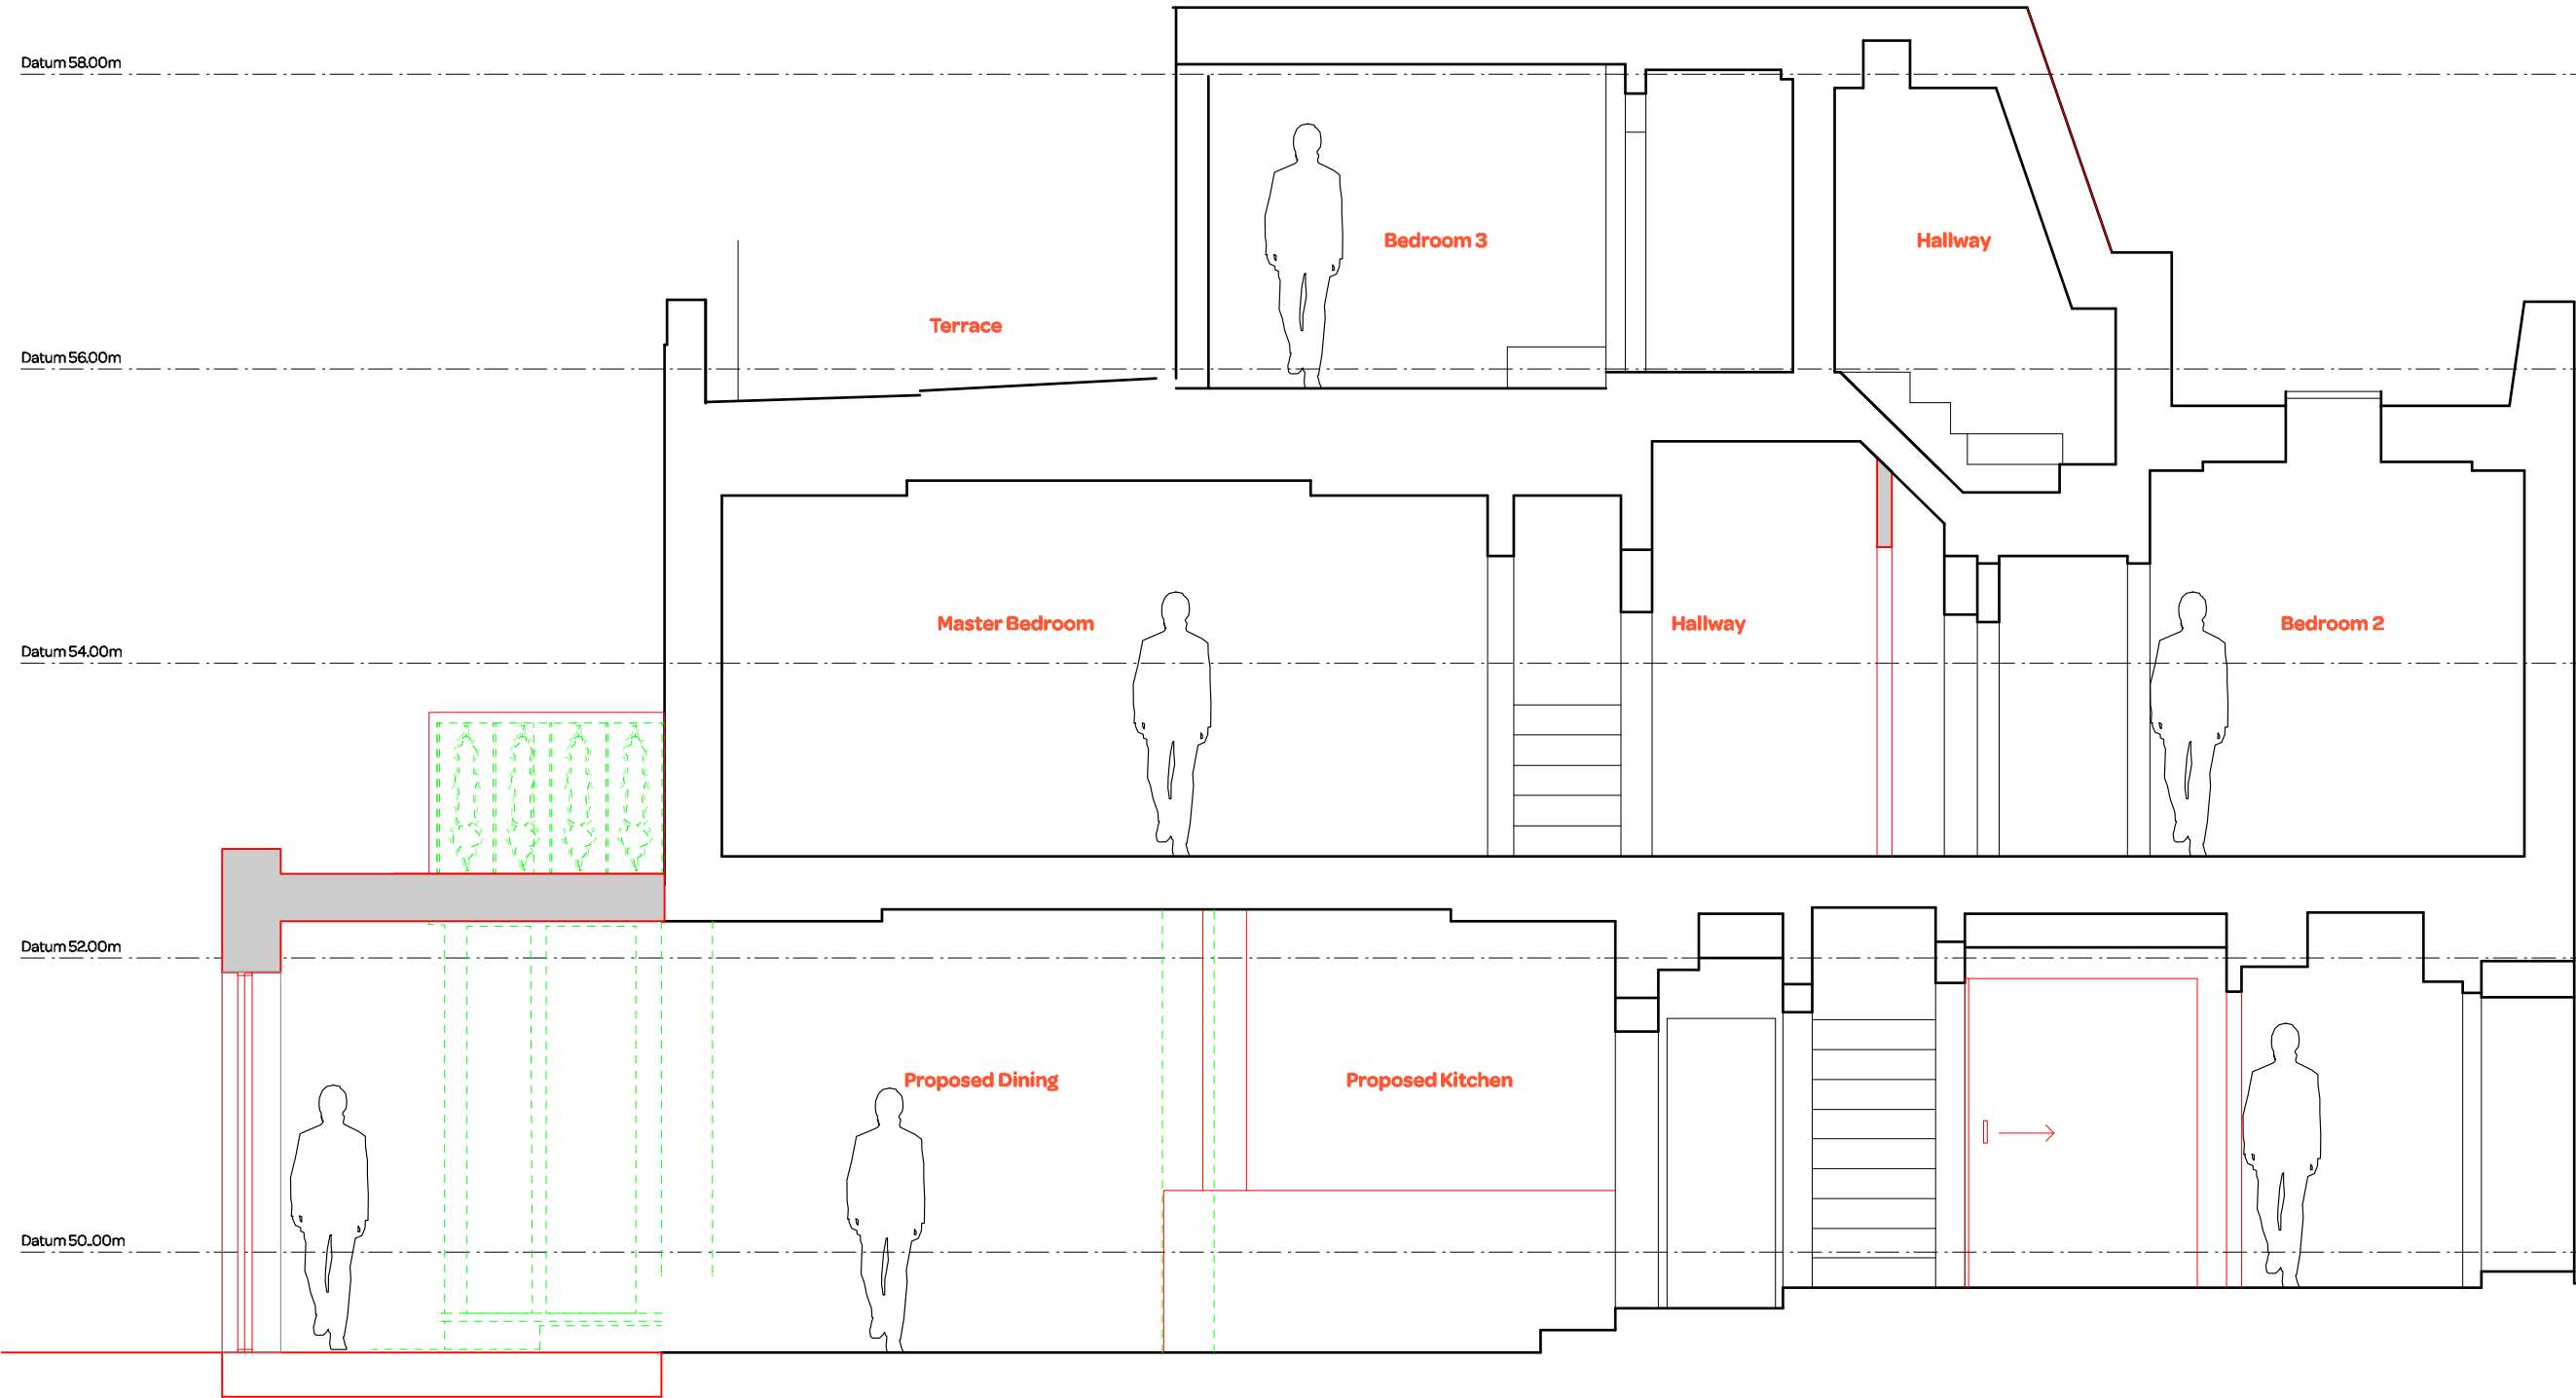 Datum 58.00m
Bedroom 3
Hallway
Terrace
Datum 56.00m
Master Bedroom
Hallway
Bedroom 2
Datum 54.00m
Datum 52.00m
Proposed Dining
Proposed Kitchen
Datum 50..00m